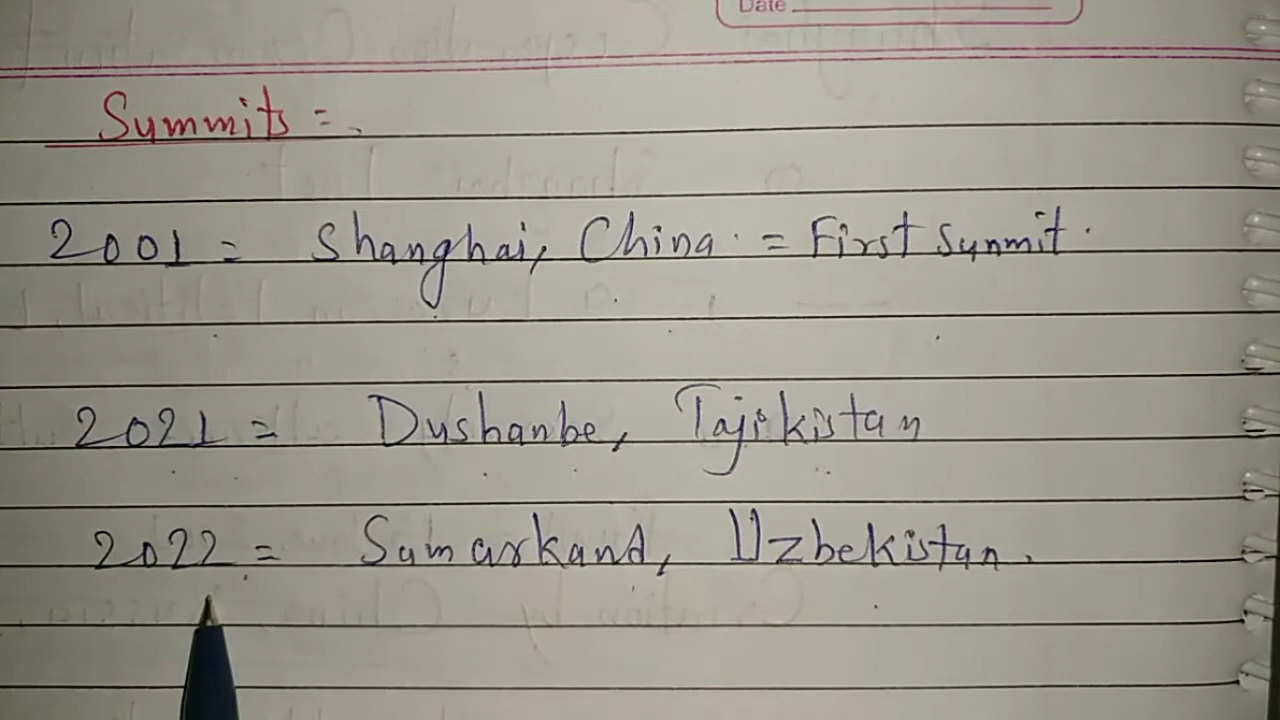 Date
Summits =
2001 = Shanghai, China. = First Summit.
2021 = Dushanbe, Tajikistan
2022 = Samarkand, Uzbekistan.